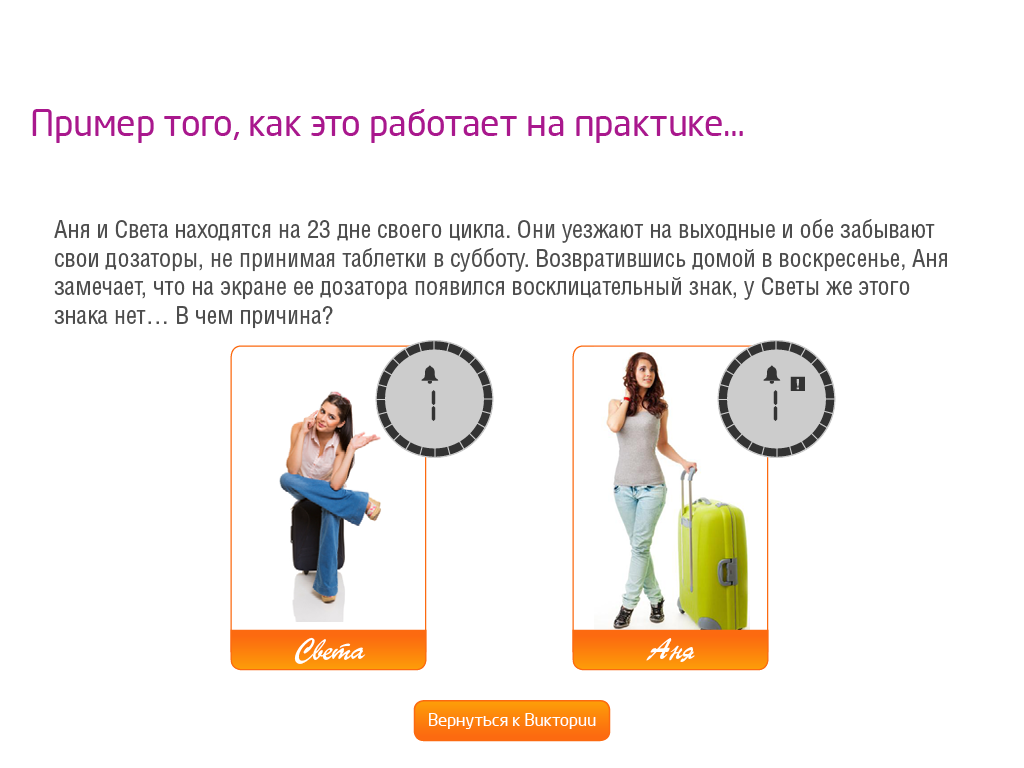 Пример того, как это работает на практике...
Аня и Света находятся на 23 дне своего цикла. Они уезжают на выходные и обе забывают
свои дозаторы, не принимая таблетки в субботу. Возвратившись домой в воскресенье, Аня
замечает, что на экране ее дозатора появился восклицательный знак, у Светы же этого
знака нет... В чем причина?
1
1
!
Света
Аня
Вернуться к Виктории